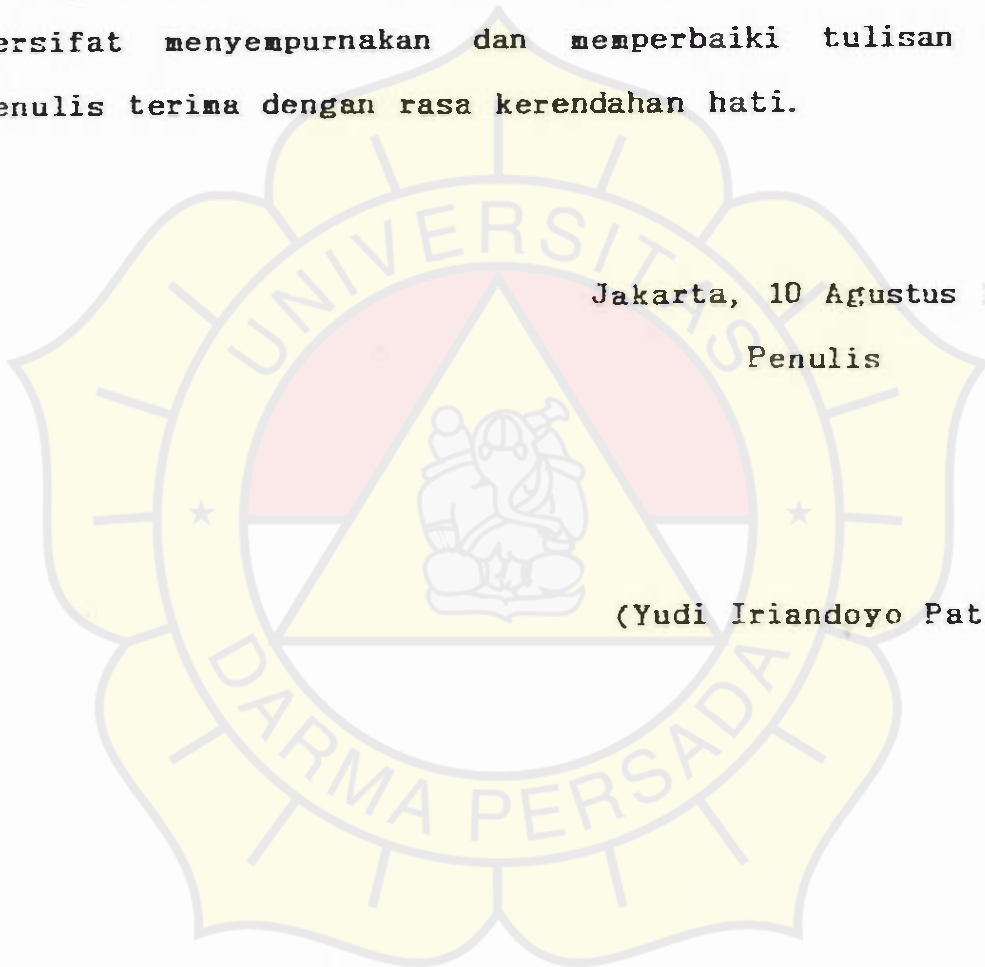 ersifat menyempurnakan dan memperbaiki tulisan
enulis terima dengan rasa kerendahan hati.
UNIVERSITAS
Jakarta, 10 Agustus
Penulis
(Yudi Iriandoyo Pat
DARMA PERSADA